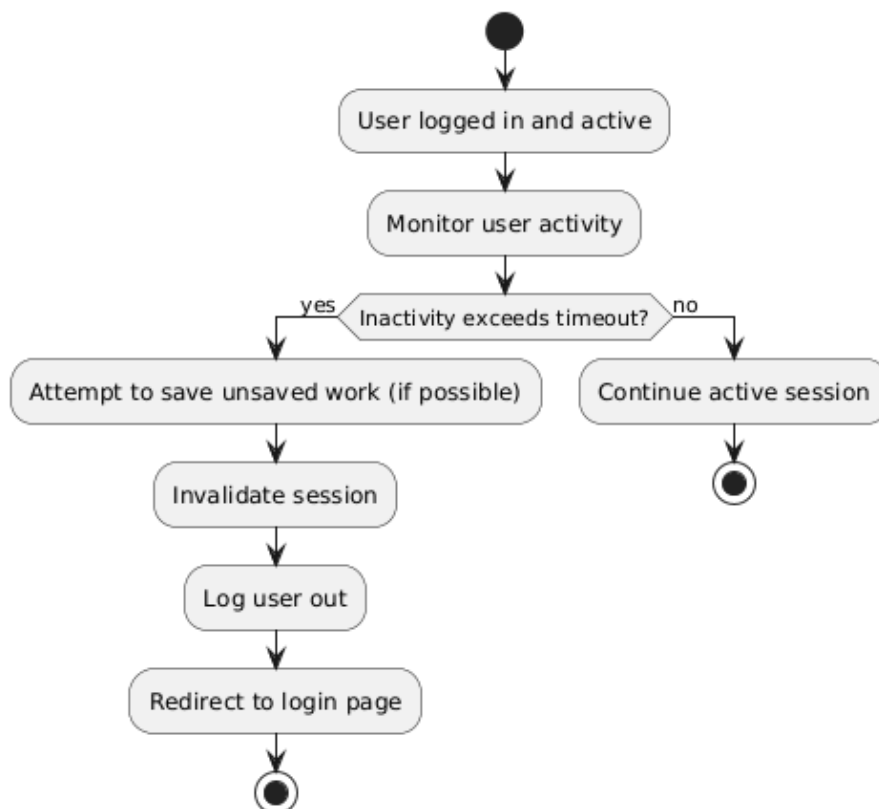 User logged in and active
Monitor user activity
yes
Inactivity exceeds timeout?
no
Attempt to save unsaved work (if possible)
Continue active session
Invalidate session
Log user out
Redirect to login page